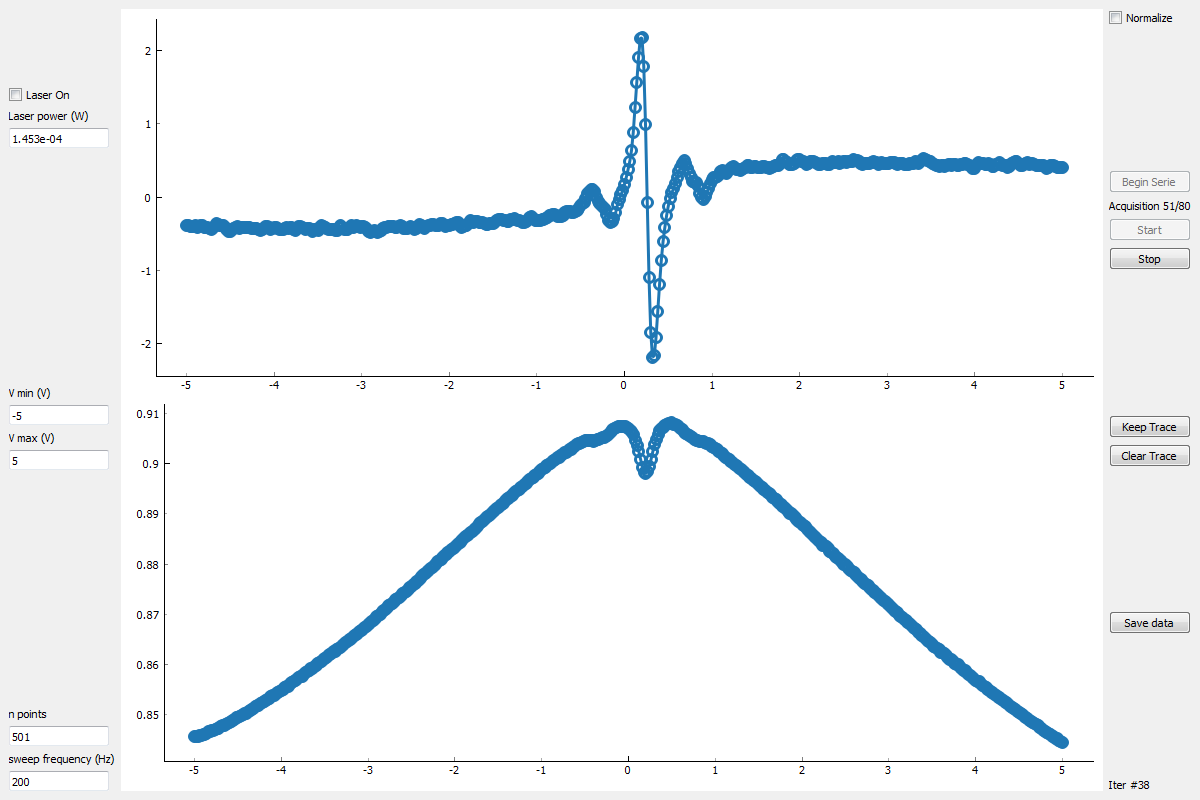 Normalize
Laser On
Laser power (W)
1.453e-04
V min (V)
-5
V max (V)
5
n points
501
sweep frequency (Hz)
200
2
1
0
-1
-2
-5 -4 -3 -2 -1 0 1 2 3 4 5
0.91
0.9
0.89
0.88
0.87
0.86
0.85
-5 -4 -3 -2 -1 0 1 2 3 4 5
Begin Serie
Acquisition 51/80
Start
Stop
Keep Trace
Clear Trace
Save data
Iter #38